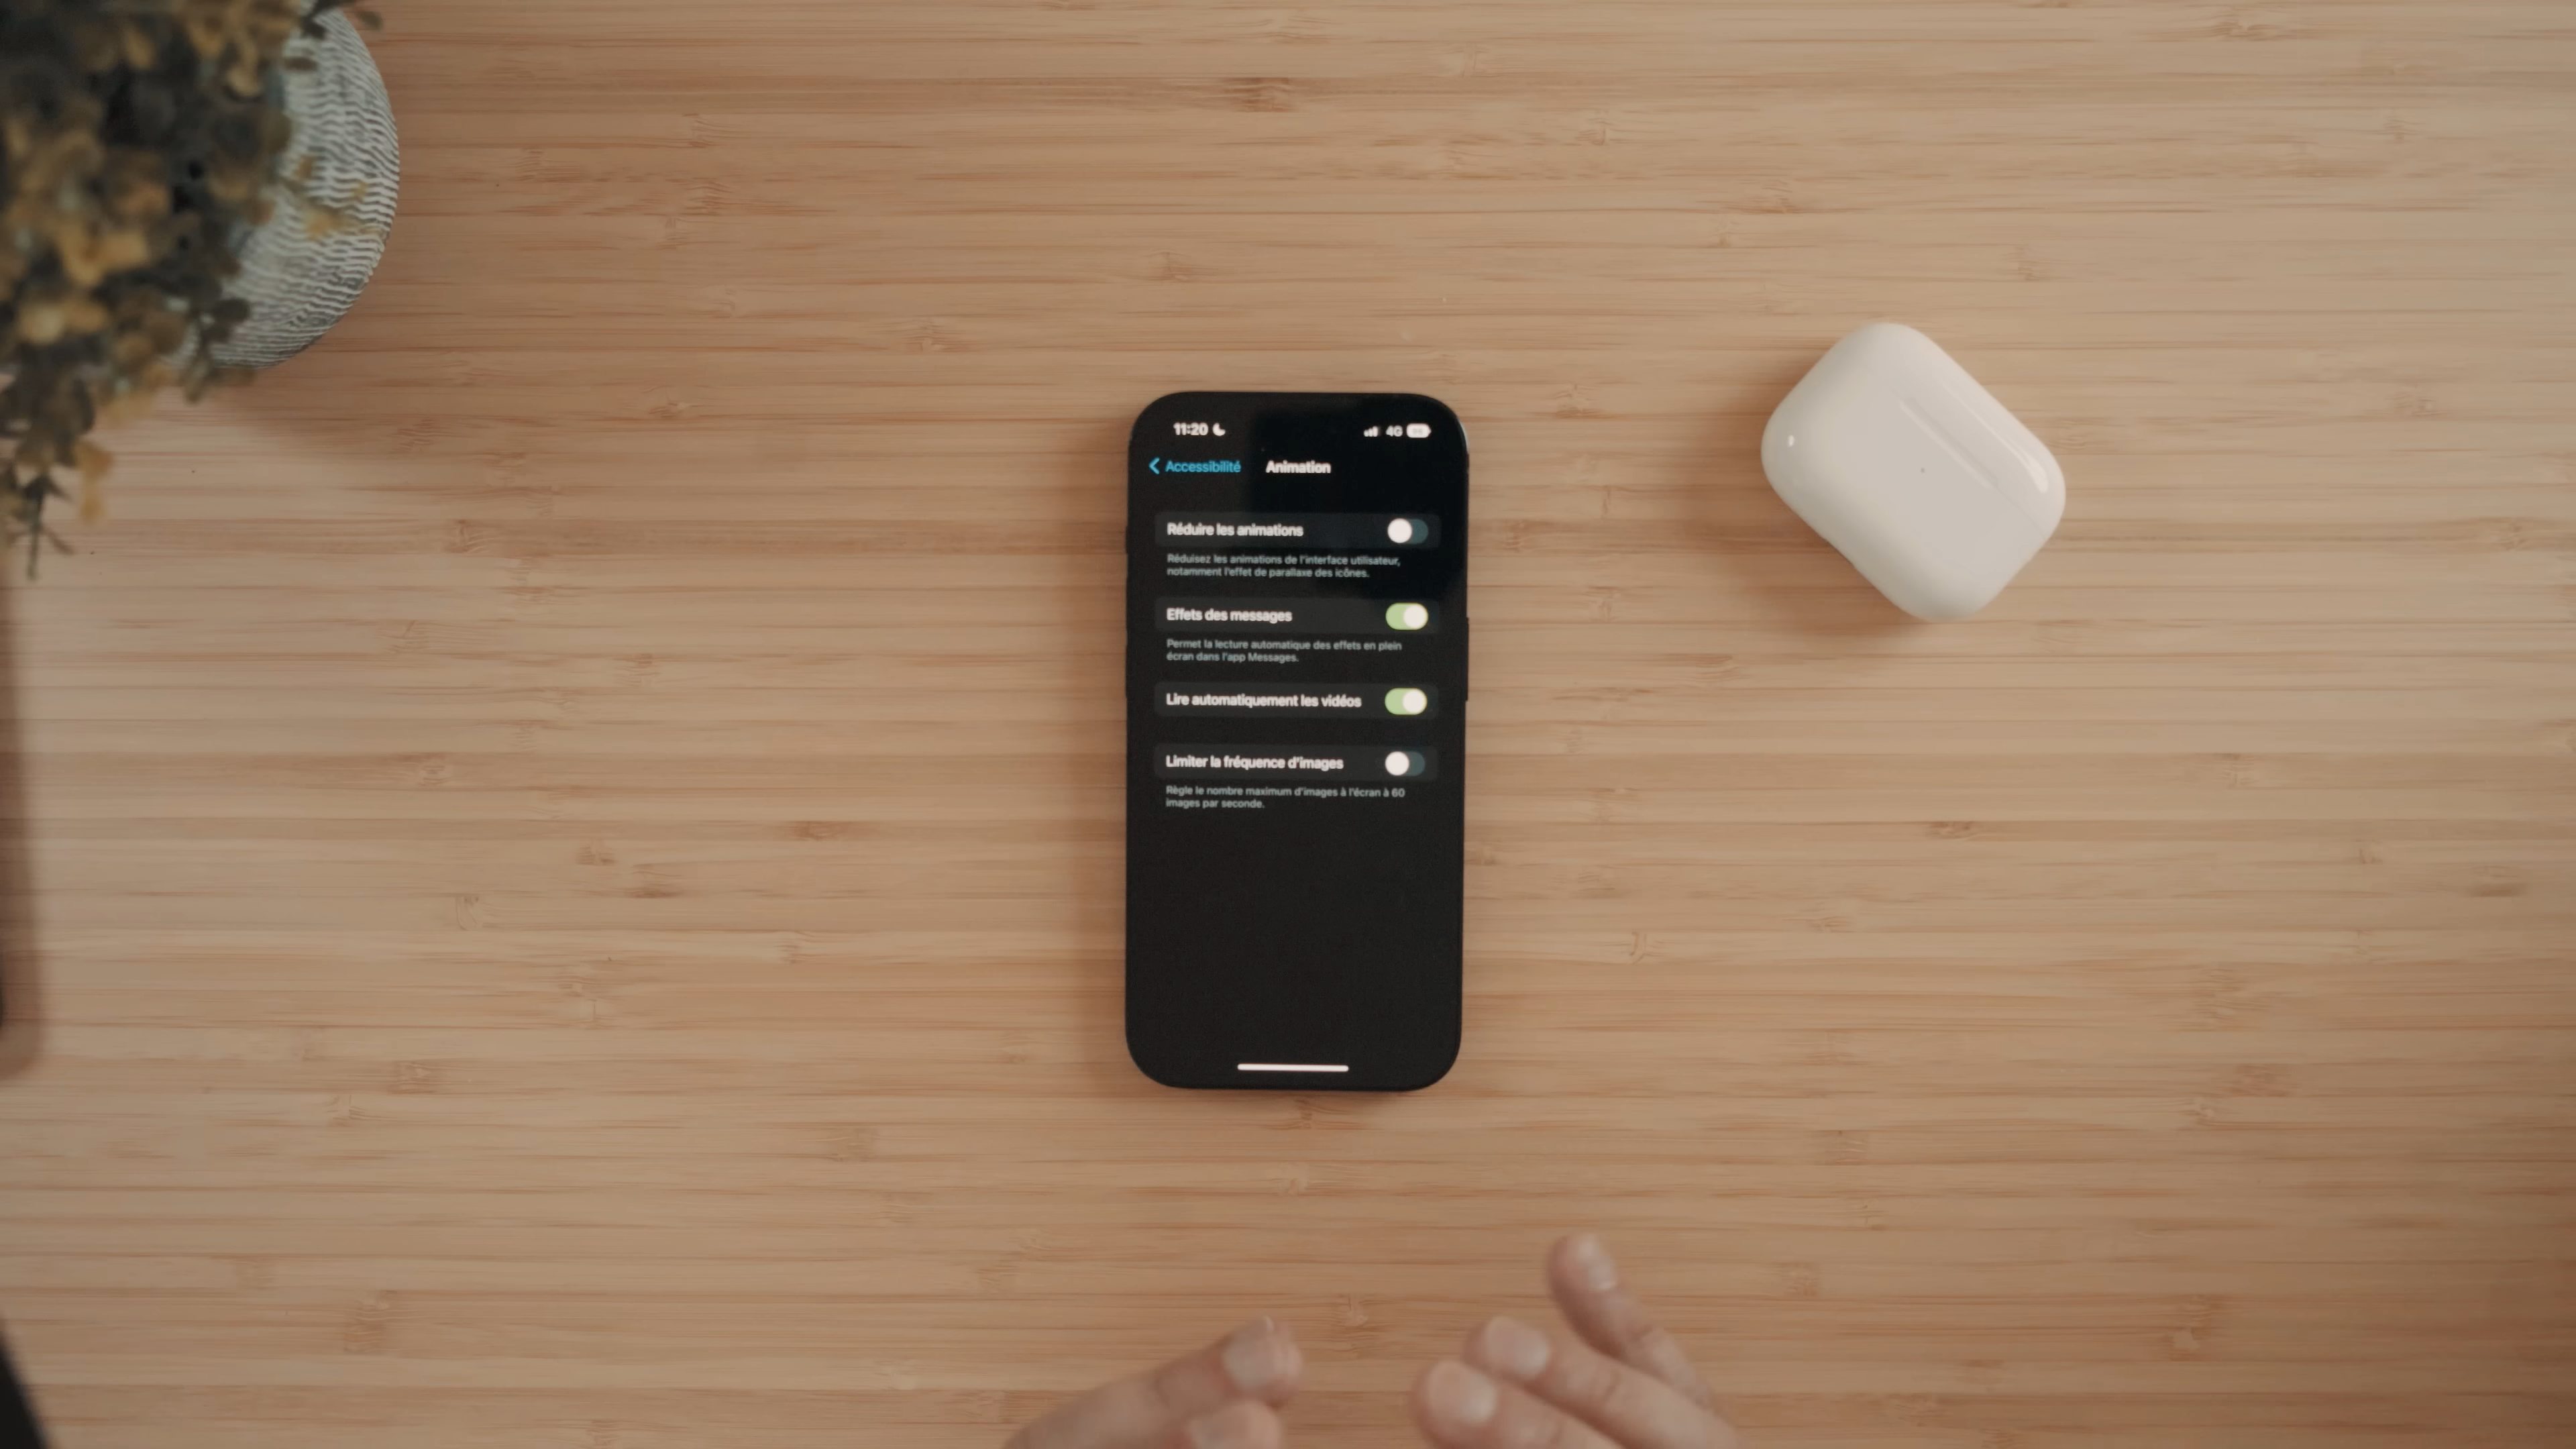 11:20
4G
Accessibilité
Animation
Réduire les animations
Réduisez les animations de l'interface utilisateur,
notamment l'effet de parallaxe des icônes.
Effets des messages
Permet la lecture automatique des effets en plein
écran dans l'app Messages.
Lire automatiquement les vidéos
Limiter la fréquence d'images
Règle le nombre maximum d'images à l'écran à 60
images par seconde.